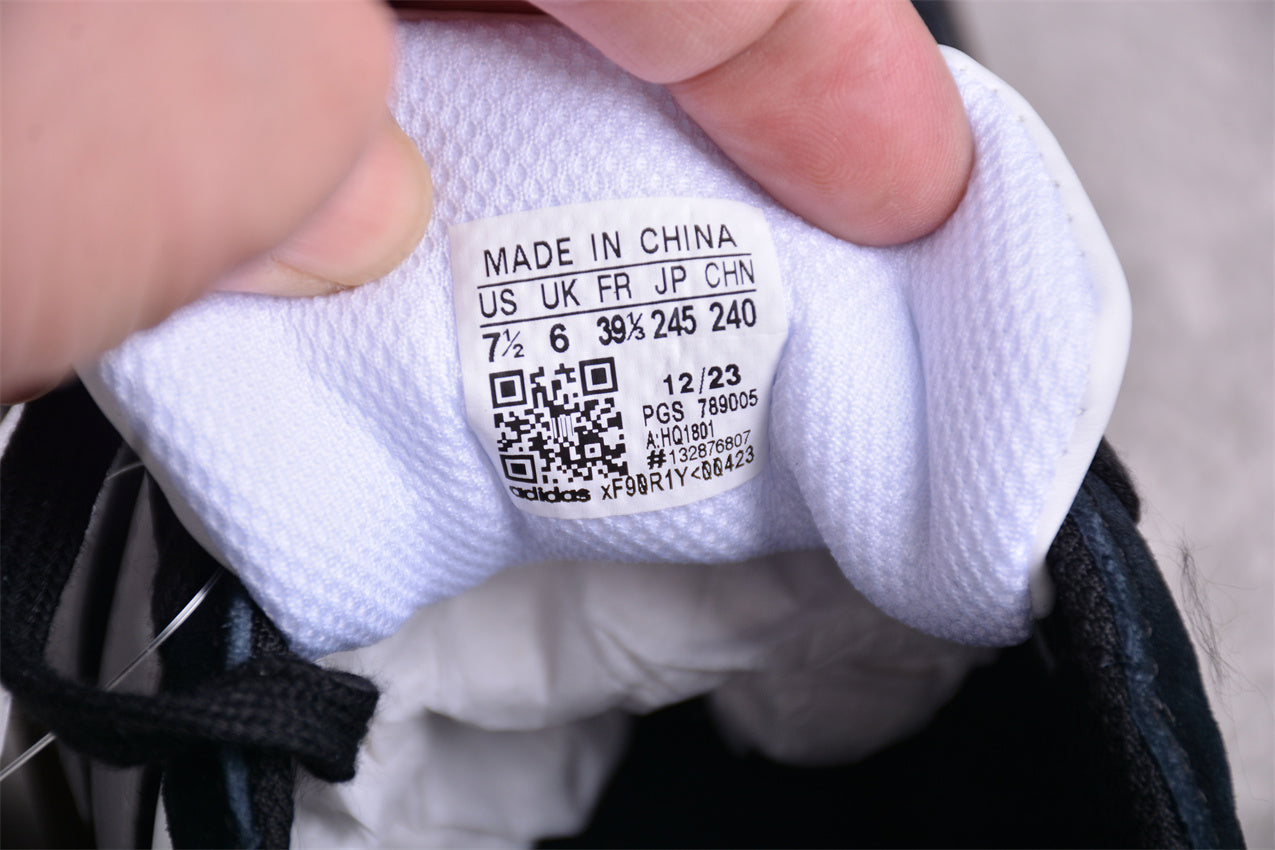 MADE IN CHINA
US UK FR JP CHN
7½ 6 39⅓ 245 240
12/23
PGS 789005
A:HQ1801
#132876807
adidas xF90R1Y<00423